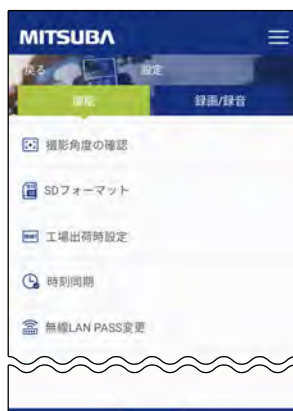 MITSUBA
戻る 設定
機能 録画/録音
撮影角度の確認
SDフォーマット
工場出荷時設定
時刻同期
無線LAN PASS変更